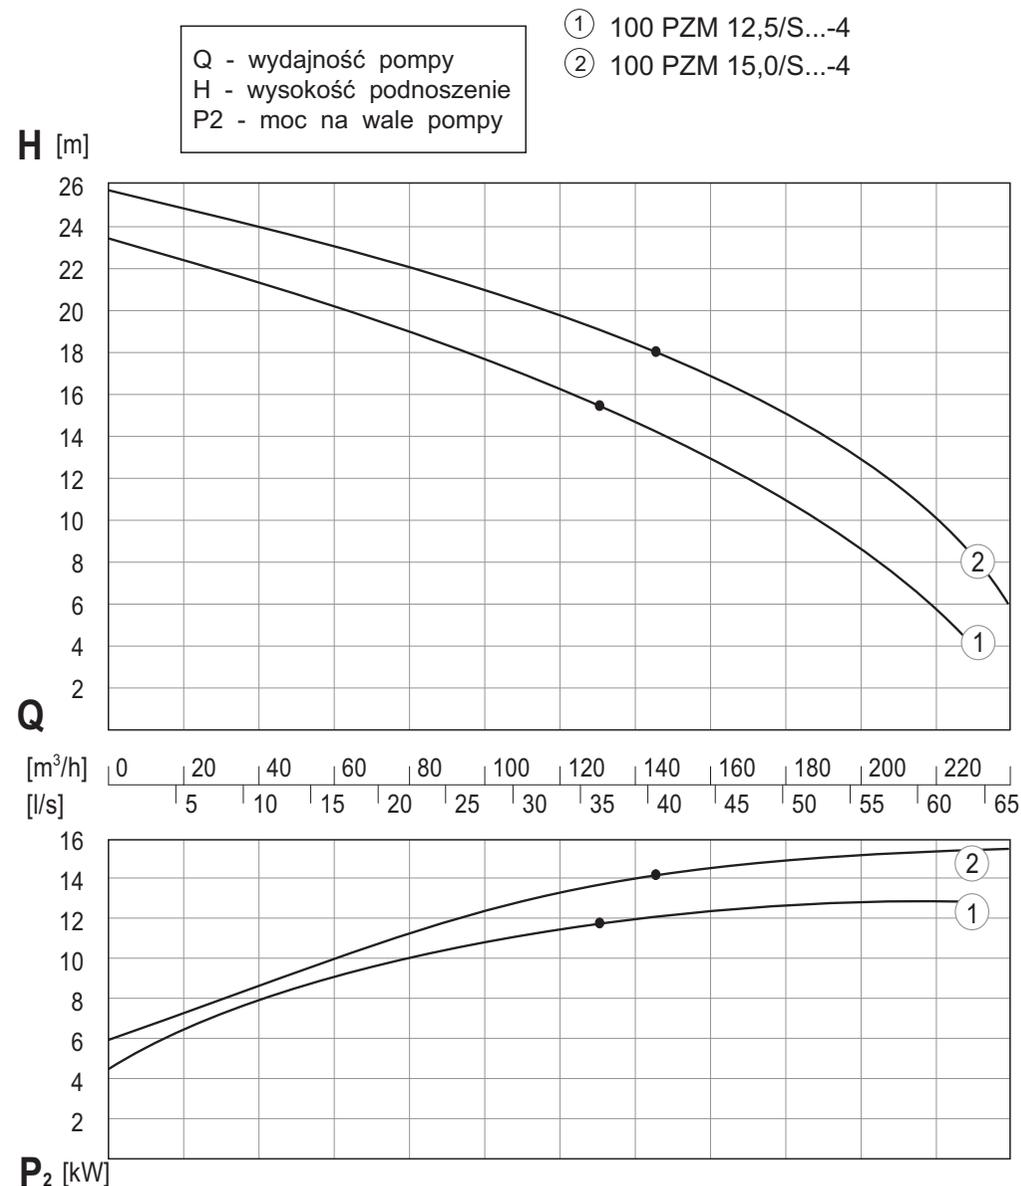 ① 100 PZM 12,5/S...-4
② 100 PZM 15,0/S...-4
Q - wydajność pompy
H - wysokość podnoszenie
P2 - moc na wale pompy
H [m]
26
24
22
20
18
16
14
12
10
8
6
4
2
2
1
Q
[m³/h] 0 20 40 60 80 100 120 140 160 180 200 220
[l/s] 5 10 15 20 25 30 35 40 45 50 55 60 65
16
14
12
10
8
6
4
2
2
1
P₂ [kW]